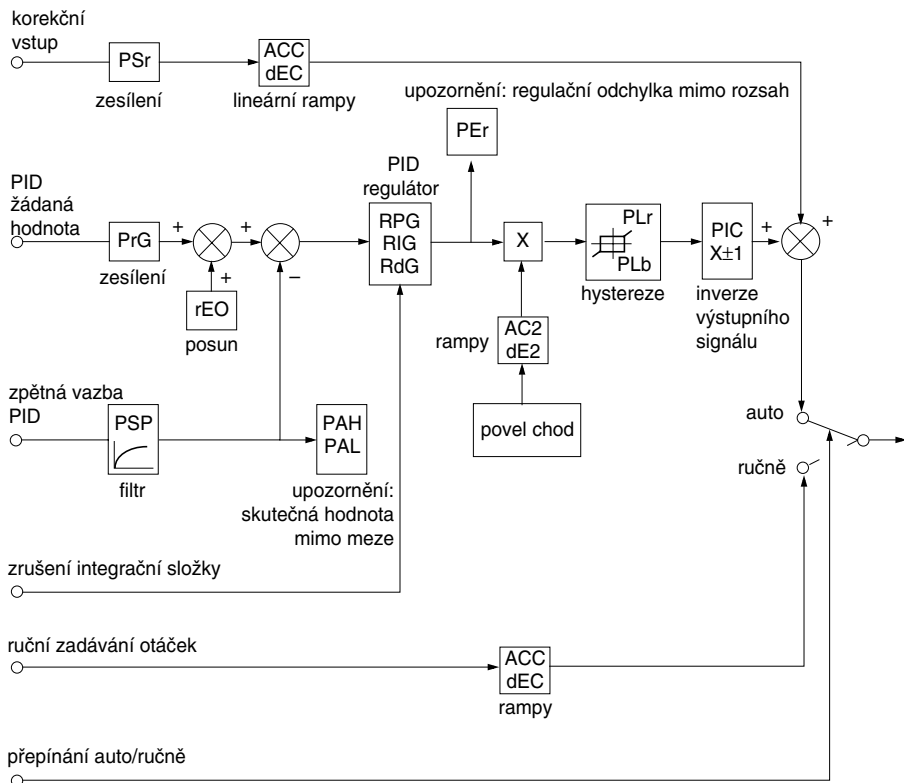 korekční
vstup
PSr
zesílení
ACC
dEC
lineární rampy
upozornění: regulační odchylka mimo rozsah
PEr
PID
žádaná
hodnota
PrG
zesílení
+
+
rEO
posun
+
−
PID
regulátor
RPG
RIG
RdG
X
rampy
AC2
dE2
povel chod
PLr
PLb
hystereze
PIC
X±1
inverze
výstupního
signálu
+
+
zpětná vazba
PID
PSP
filtr
PAH
PAL
upozornění:
skutečná hodnota
mimo meze
auto
ručně
zrušení integrační složky
ruční zadávání otáček
ACC
dEC
rampy
přepínání auto/ručně